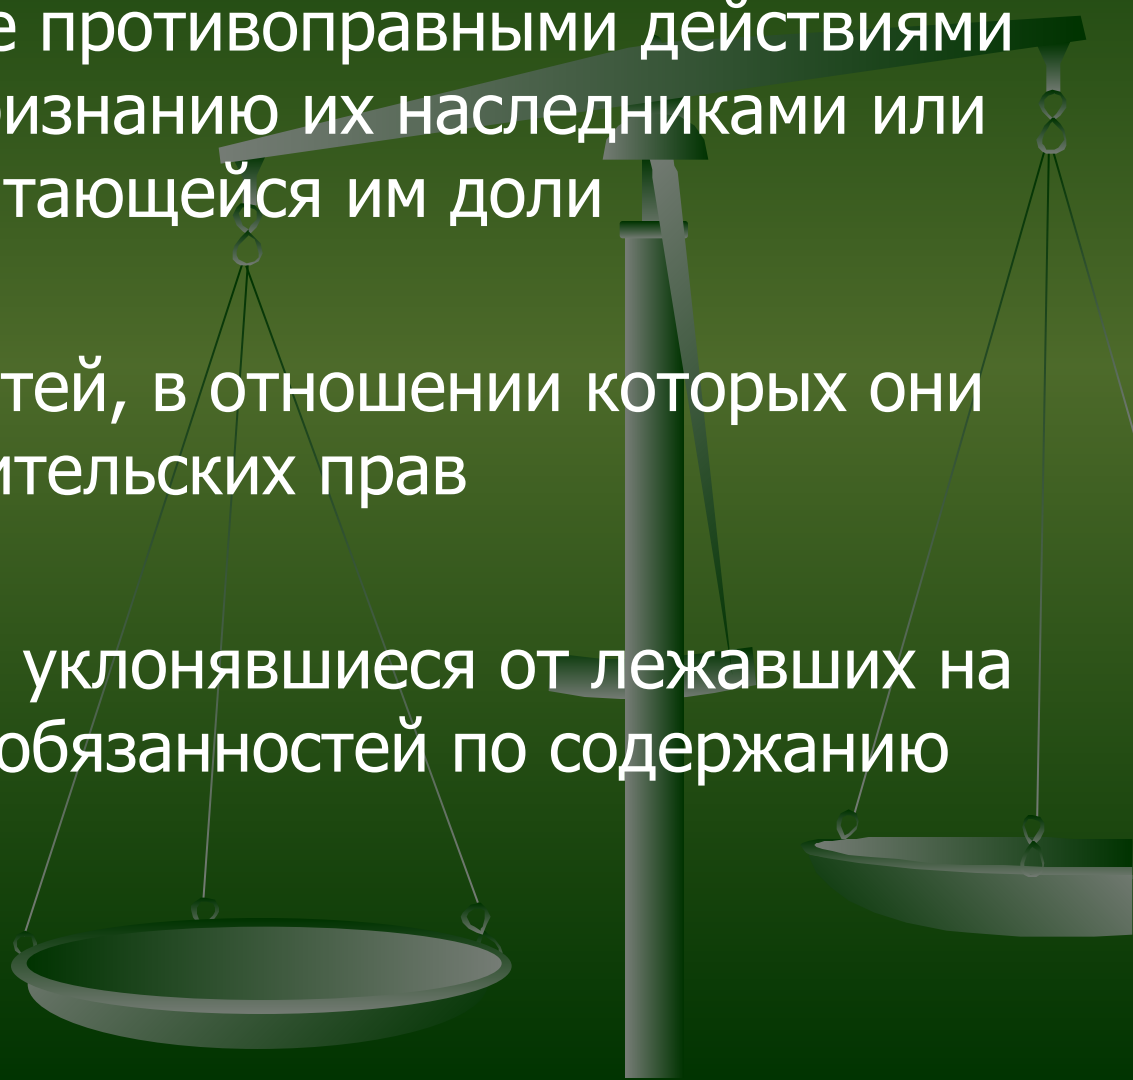 е противоправными действиями
ризнанию их наследниками или
тающейся им доли
тей, в отношении которых они
ительских прав
уклонявшиеся от лежавших на
обязанностей по содержанию